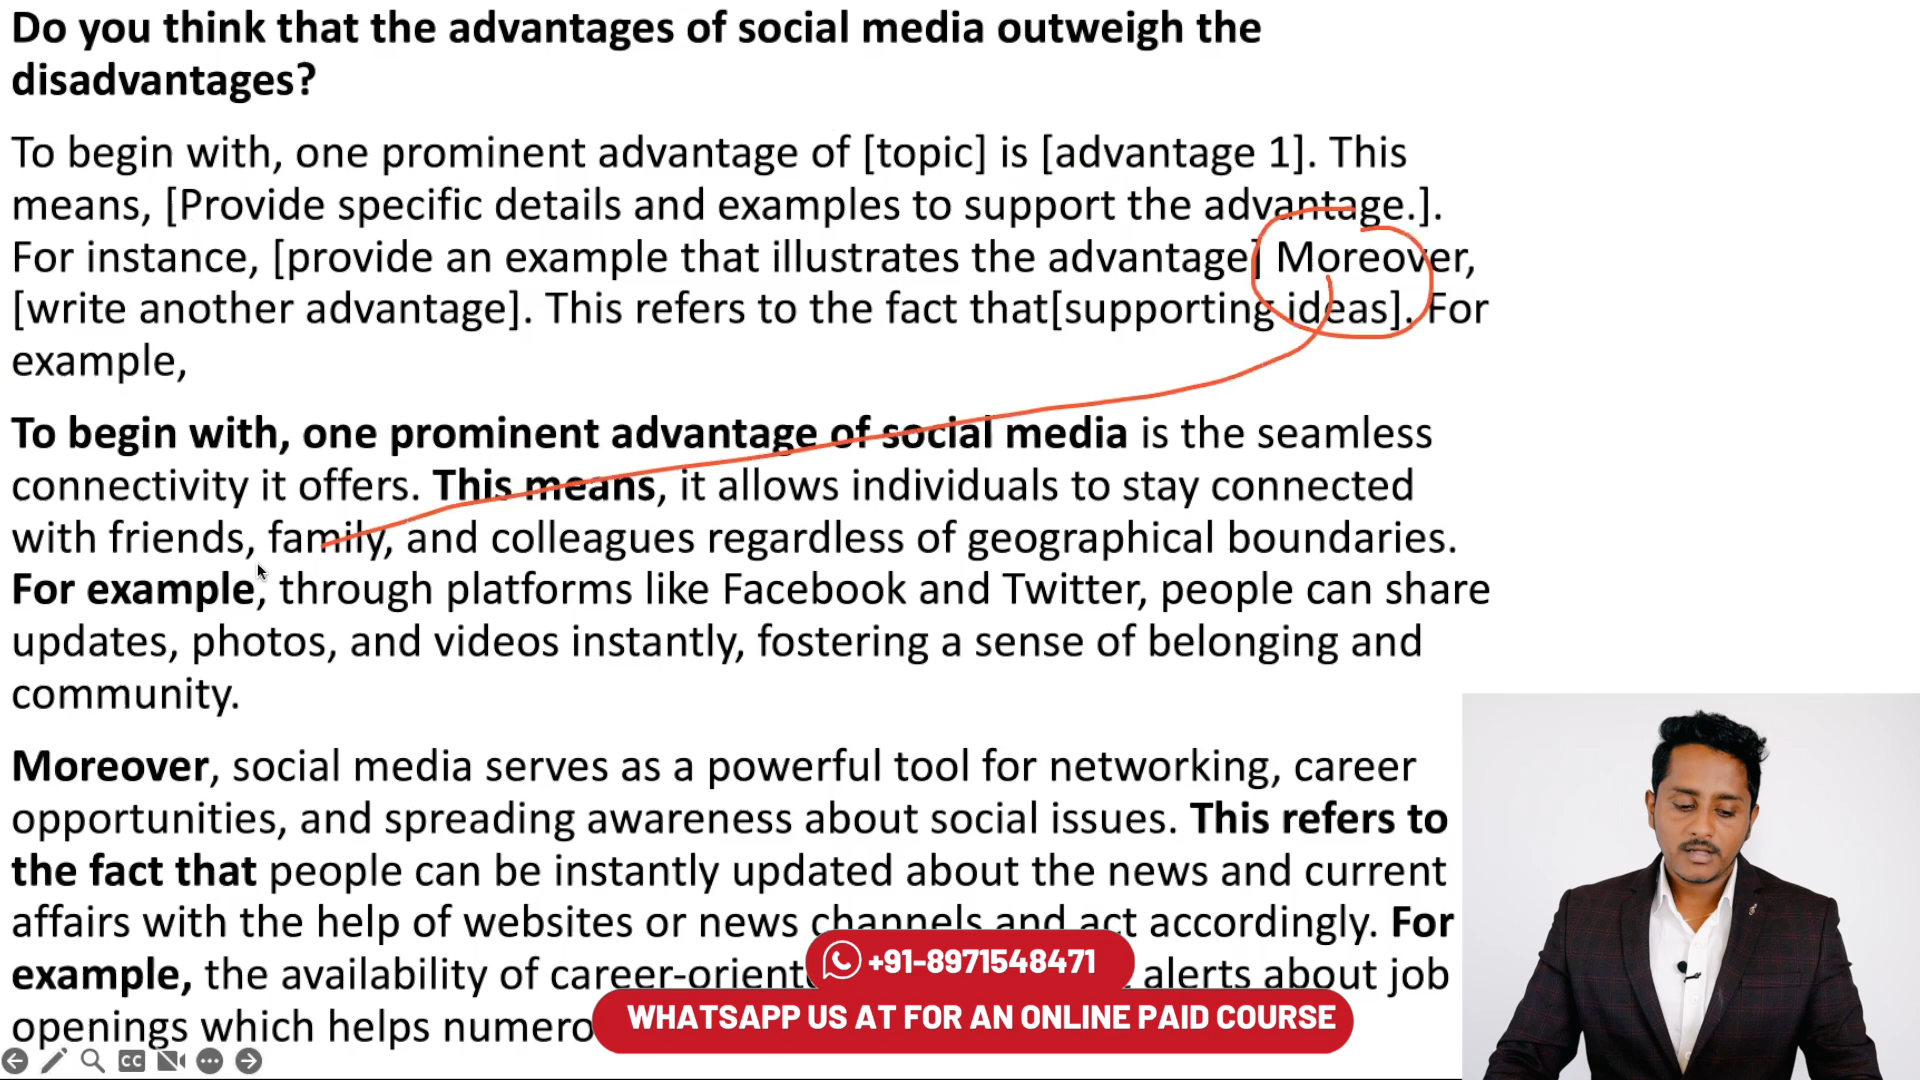 Do you think that the advantages of social media outweigh the
disadvantages?
To begin with, one prominent advantage of [topic] is [advantage 1]. This
means, [Provide specific details and examples to support the advantage.].
For instance, [provide an example that illustrates the advantage] Moreover,
[write another advantage]. This refers to the fact that[supporting ideas]. For
example,
To begin with, one prominent advantage of social media is the seamless
connectivity it offers. This means, it allows individuals to stay connected
with friends, family, and colleagues regardless of geographical boundaries.
For example, through platforms like Facebook and Twitter, people can share
updates, photos, and videos instantly, fostering a sense of belonging and
community.
Moreover, social media serves as a powerful tool for networking, career
opportunities, and spreading awareness about social issues. This refers to
the fact that people can be instantly updated about the news and current
affairs with the help of websites or news channels and act accordingly. For
example, the availability of alerts about job
openings which helps
+91-8971548471
WHATSAPP US AT FOR AN ONLINE PAID COURSE
CC